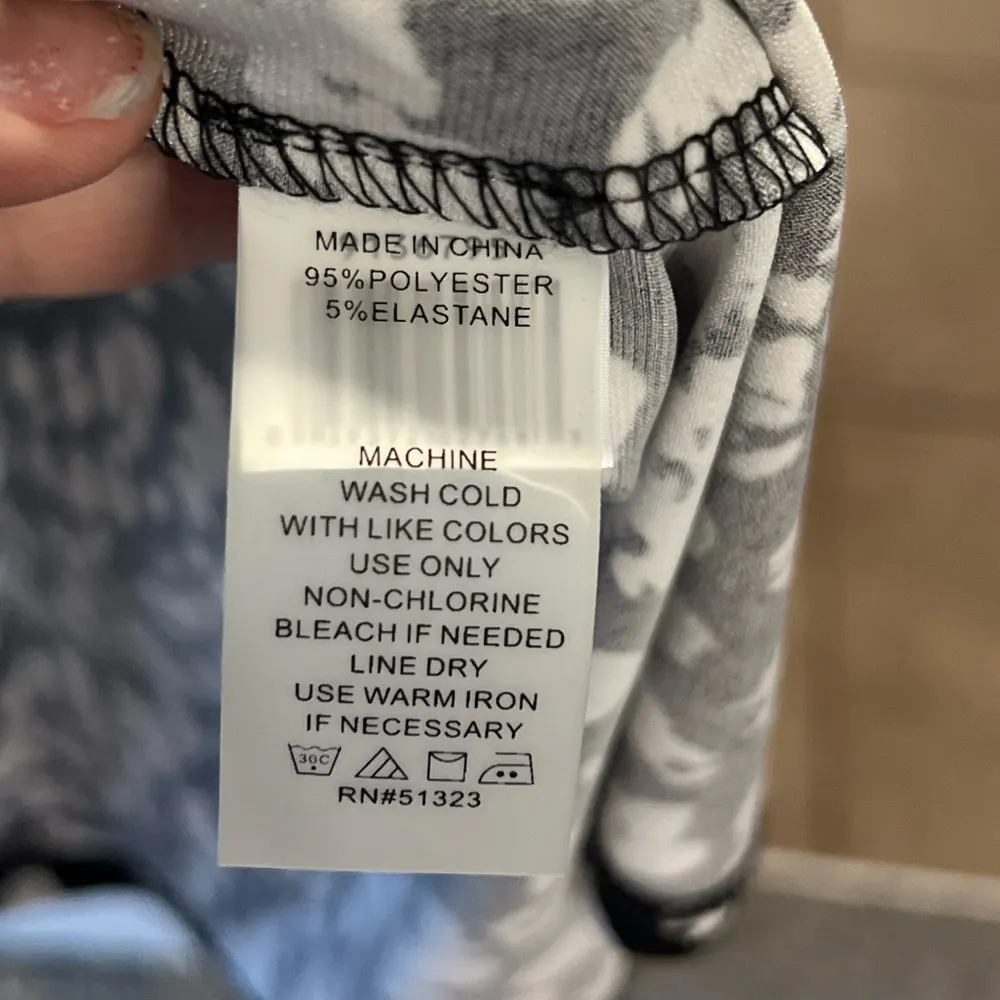 MADE IN CHINA
95%POLYESTER
5%ELASTANE
MACHINE
WASH COLD
WITH LIKE COLORS
USE ONLY
NON-CHLORINE
BLEACH IF NEEDED
LINE DRY
USE WARM IRON
IF NECESSARY
30C
RN#51323